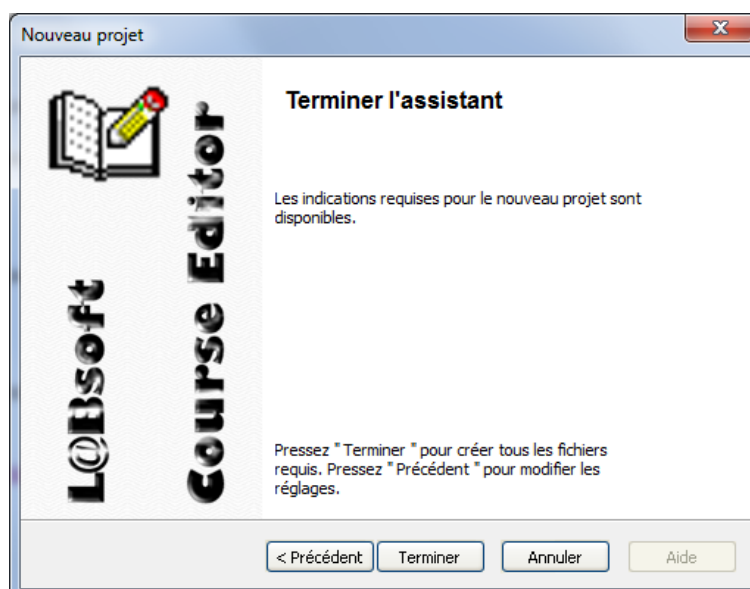 Nouveau projet
L@Bsoft
Course Editor
Terminer l'assistant
Les indications requises pour le nouveau projet sont
disponibles.
Pressez " Terminer " pour créer tous les fichiers
requis. Pressez " Précédent " pour modifier les
réglages.
< Précédent
Terminer
Annuler
Aide